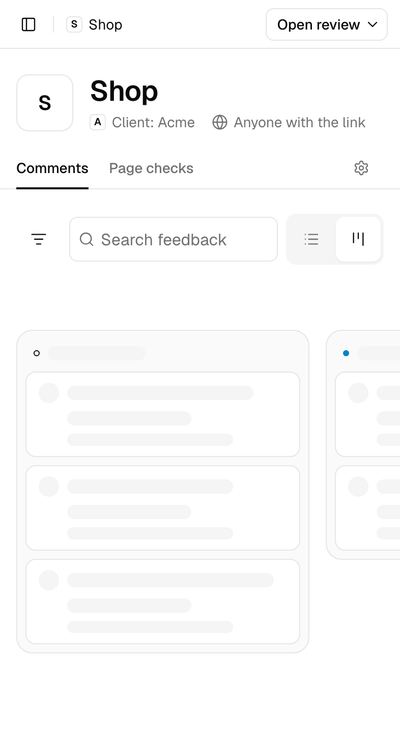 S Shop
Open review
S
Shop
A Client: Acme
Anyone with the link
Comments
Page checks
Search feedback